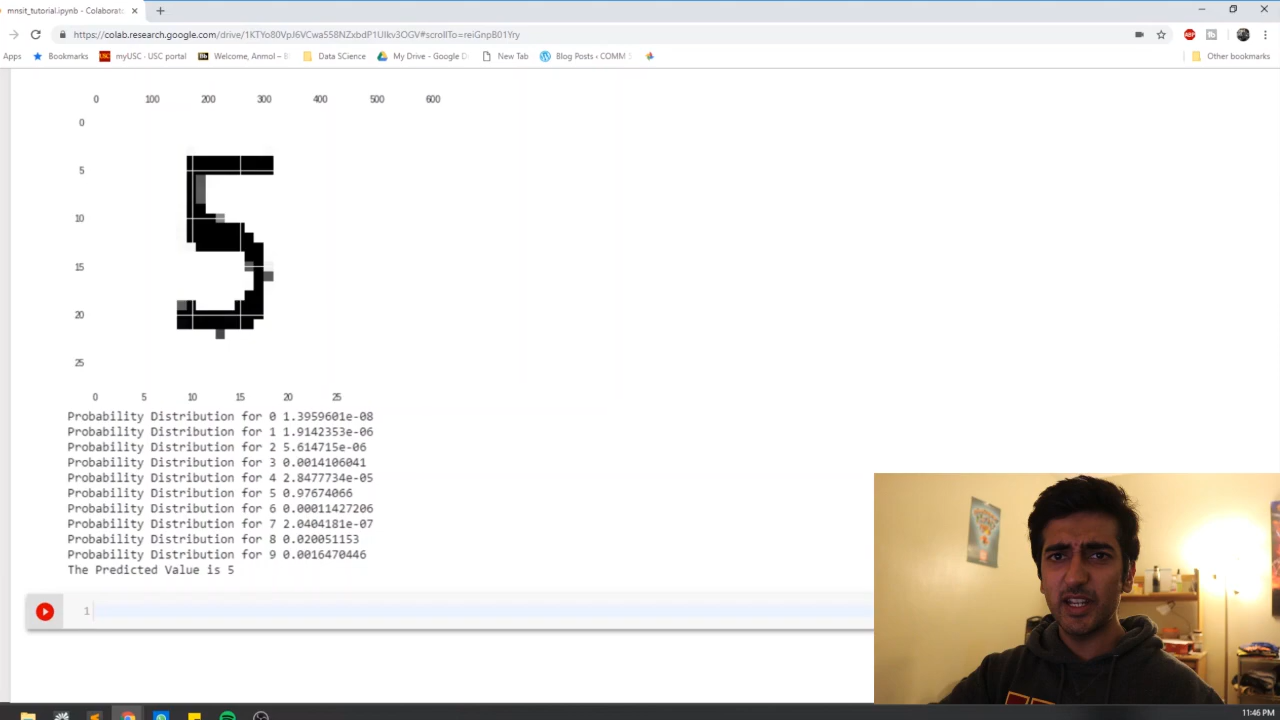 mnsit_tutorial.ipynb - Colaborat
https://colab.research.google.com/drive/1KTYo80VpJ6VCwa558NZxbdP1UIkv3OGV#scrollTo=reiGnpB01Yry
Apps Bookmarks myUSC · USC portal Welcome, Anmol – B Data SCience My Drive - Google D New Tab Blog Posts ‹ COMM S Other bookmarks
0 100 200 300 400 500 600
0
5
10
15
20
25
0 5 10 15 20 25
5
Probability Distribution for 0 1.3959601e-08
Probability Distribution for 1 1.9142353e-06
Probability Distribution for 2 5.614715e-06
Probability Distribution for 3 0.0014106041
Probability Distribution for 4 2.8477734e-05
Probability Distribution for 5 0.97674066
Probability Distribution for 6 0.00011427206
Probability Distribution for 7 2.0404181e-07
Probability Distribution for 8 0.020051153
Probability Distribution for 9 0.0016470446
The Predicted Value is 5
1
11:46 PM